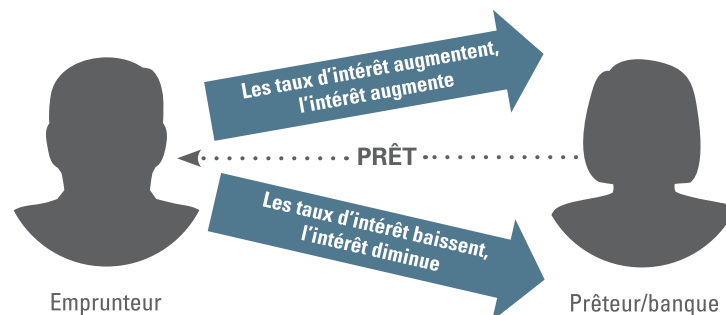 Les taux d'intérêt augmentent,
l'intérêt augmente
PRÊT
Les taux d'intérêt baissent,
l'intérêt diminue
Emprunteur
Prêteur/banque